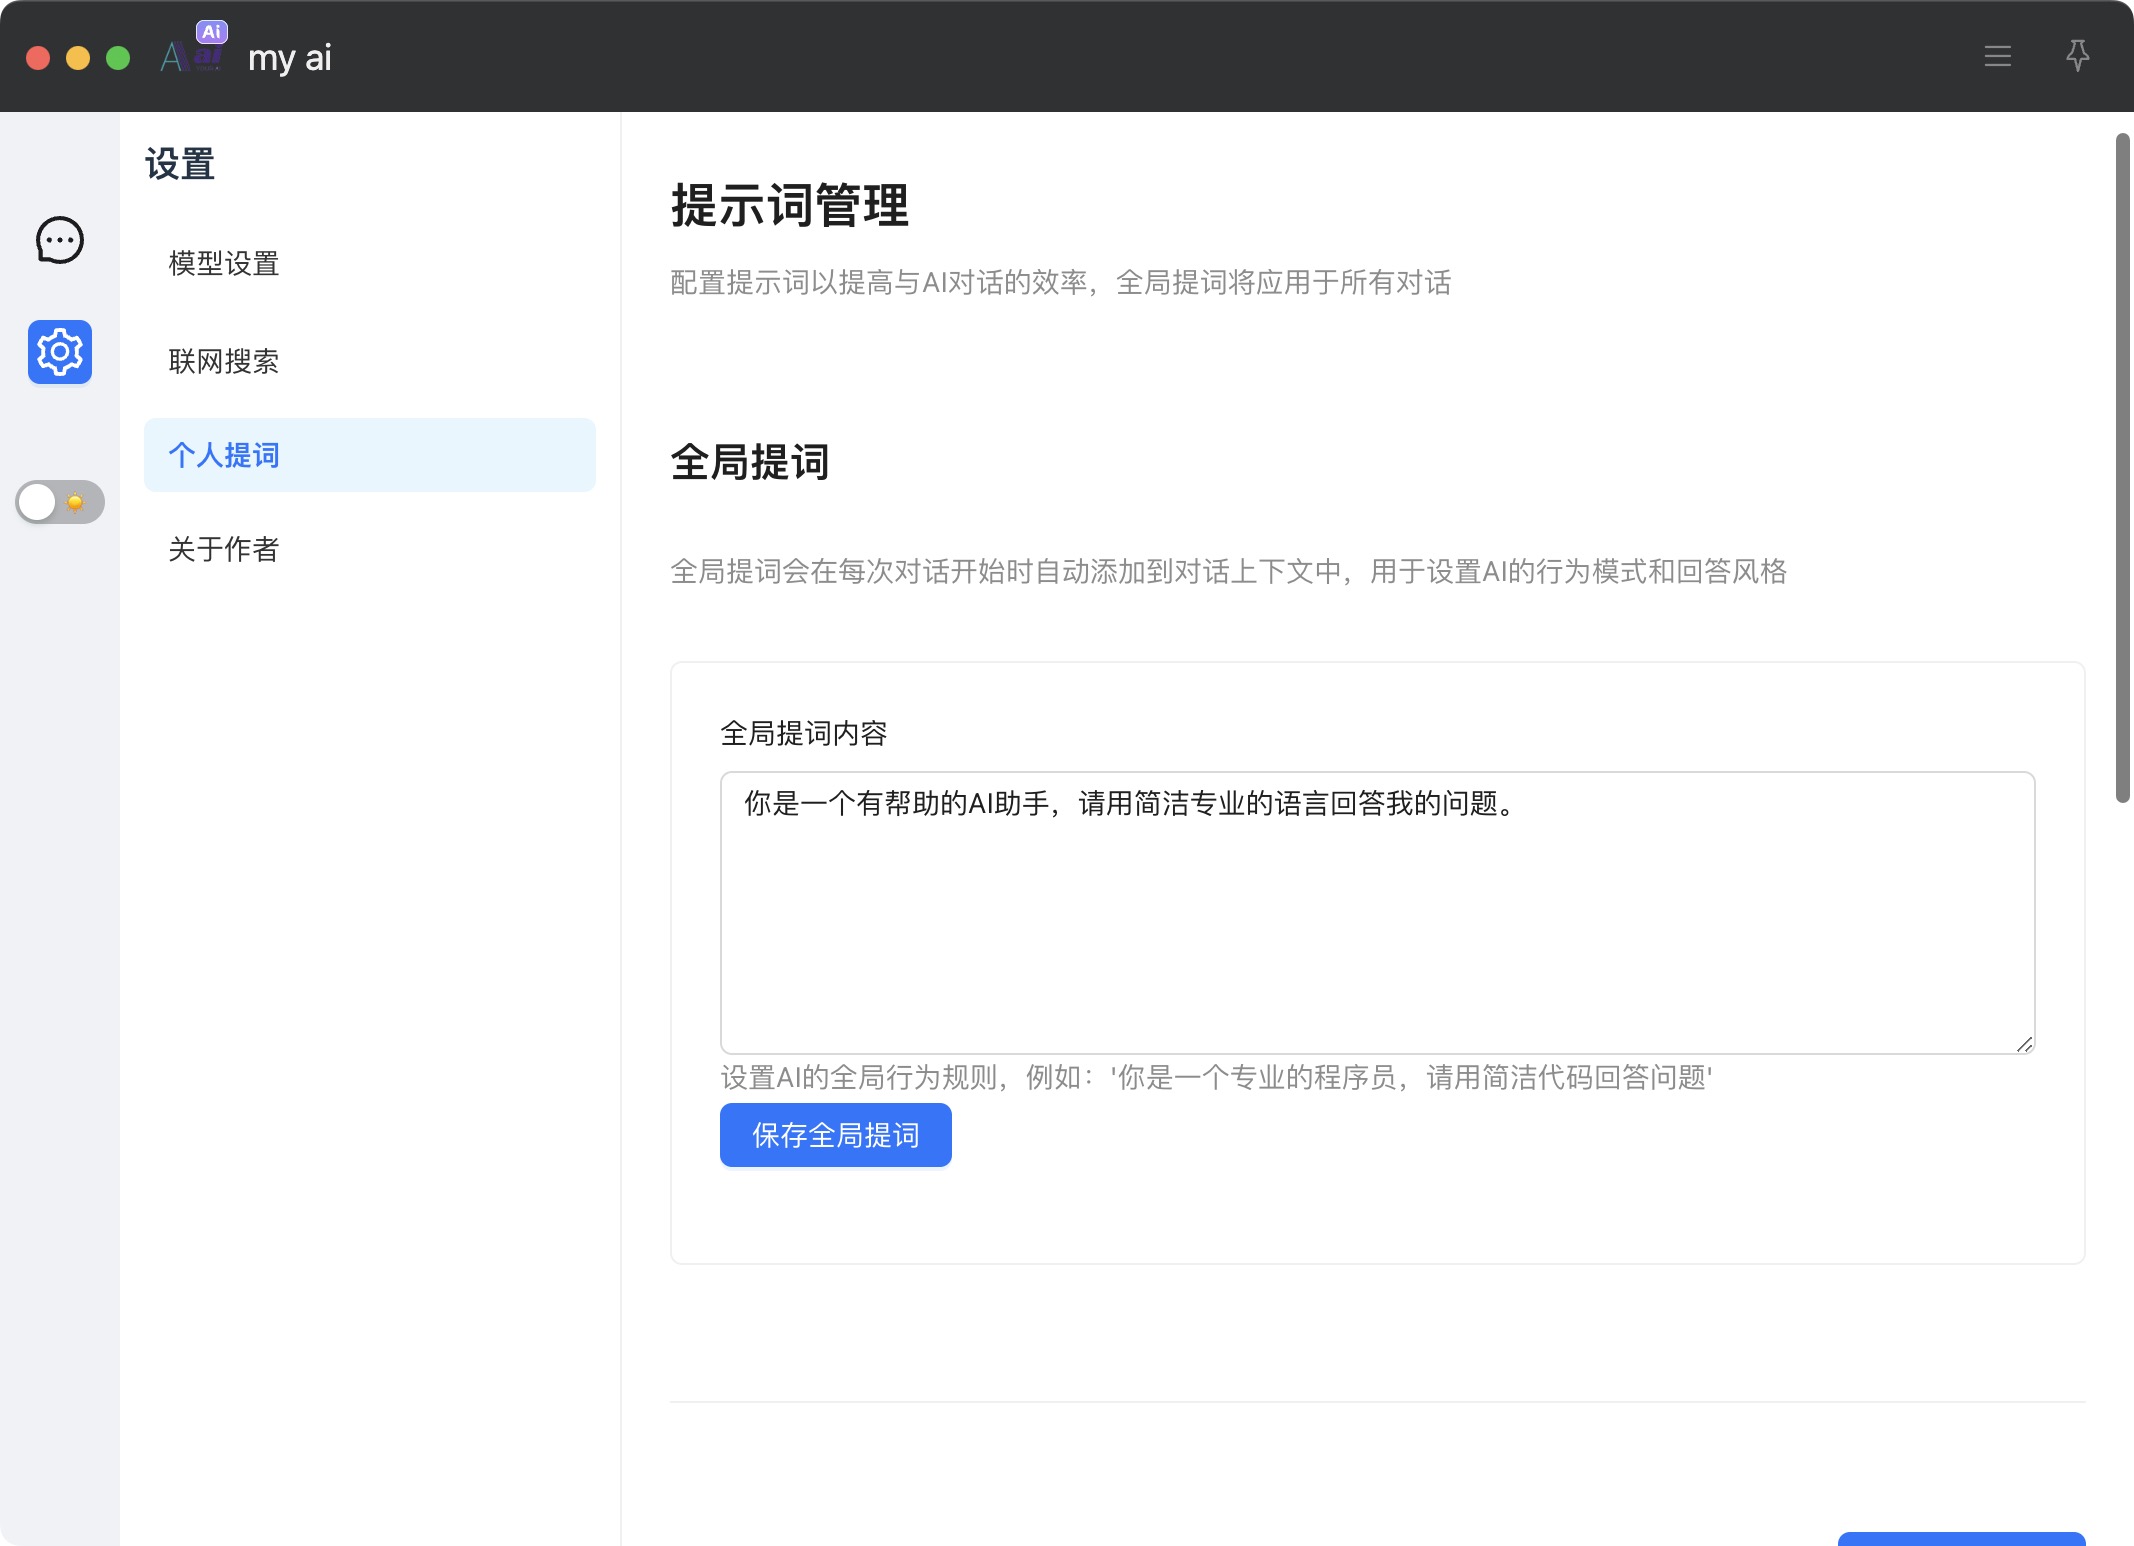 Ai
my ai
设置
模型设置
联网搜索
个人提词
关于作者
提示词管理
配置提示词以提高与AI对话的效率，全局提词将应用于所有对话
全局提词
全局提词会在每次对话开始时自动添加到对话上下文中，用于设置AI的行为模式和回答风格
全局提词内容
你是一个有帮助的AI助手，请用简洁专业的语言回答我的问题。
设置AI的全局行为规则，例如：'你是一个专业的程序员，请用简洁代码回答问题'
保存全局提词